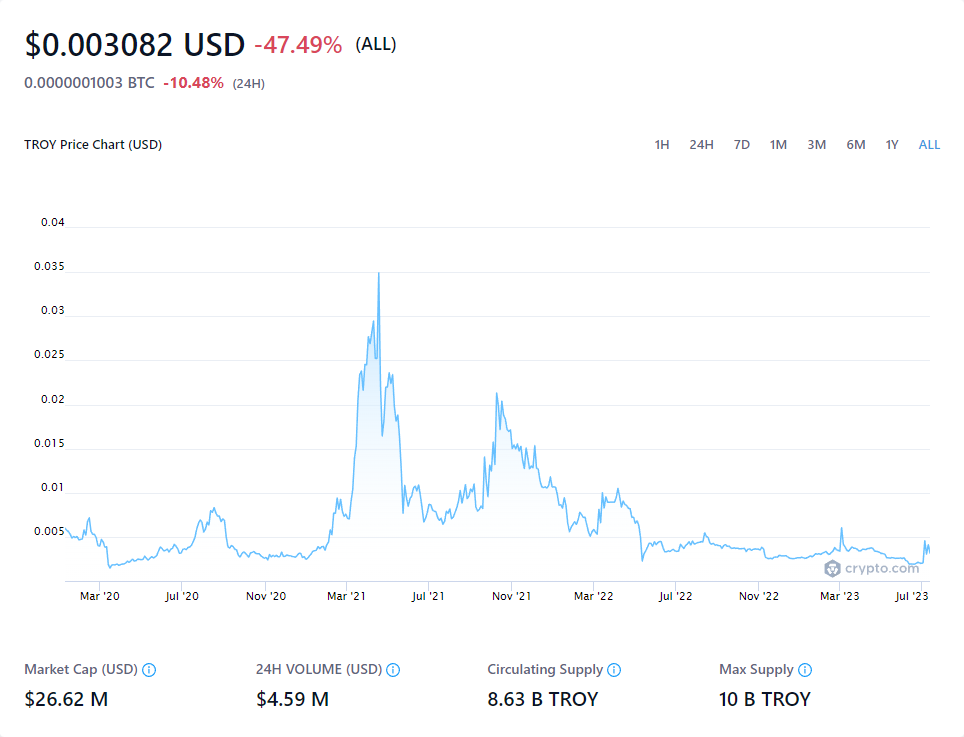 $0.003082 USD -47.49% (ALL)
0.0000001003 BTC -10.48% (24H)
TROY Price Chart (USD) 1H 24H 7D 1M 3M 6M 1Y ALL
0.04
0.035
0.03
0.025
0.02
0.015
0.01
0.005
crypto.com
Mar '20 Jul '20 Nov '20 Mar '21 Jul '21 Nov '21 Mar '22 Jul '22 Nov '22 Mar '23 Jul '23
Market Cap (USD) 24H VOLUME (USD) Circulating Supply Max Supply
$26.62 M $4.59 M 8.63 B TROY 10 B TROY